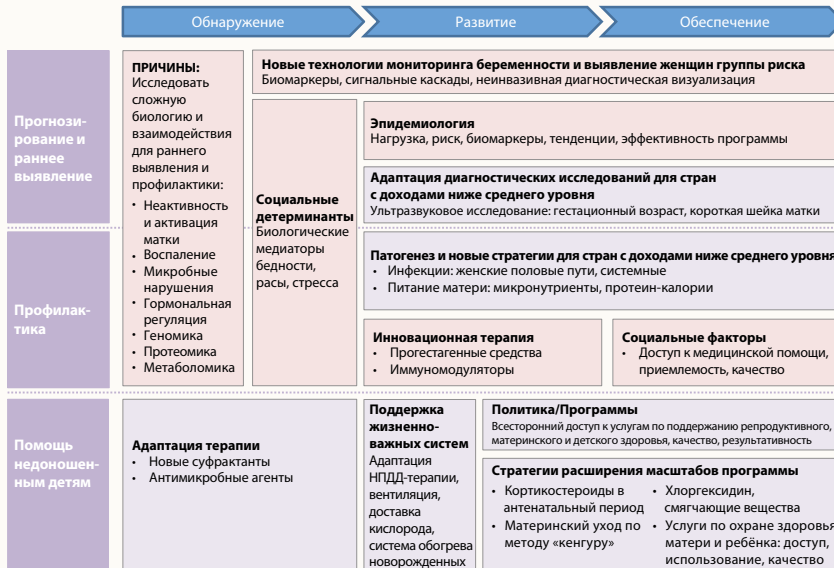 Обнаружение
Развитие
Обеспечение
Прогнози-
рование и
раннее
выявление
ПРИЧИНЫ:
Исследовать
сложную
биологию и
взаимодействия
для раннего
выявления и
профилактики:
• Неактивность
и активация
матки
• Воспаление
• Микробные
нарушения
• Гормональная
регуляция
• Геномика
• Протеомика
• Метаболомика
Новые технологии мониторинга беременности и выявление женщин группы риска
Биомаркеры, сигнальные каскады, неинвазивная диагностическая визуализация
Социальные
детерминанты
Биологические
медиаторы
бедности,
расы, стресса
Эпидемиология
Нагрузка, риск, биомаркеры, тенденции, эффективность программы
Адаптация диагностических исследований для стран
с доходами ниже среднего уровня
Ультразвуковое исследование: гестационный возраст, короткая шейка матки
Профилак-
тика
Патогенез и новые стратегии для стран с доходами ниже среднего уровня
• Инфекции: женские половые пути, системные
• Питание матери: микронутриенты, протеин-калории
Инновационная терапия
• Прогестагенные средства
• Иммуномодуляторы
Социальные факторы
• Доступ к медицинской помощи,
приемлемость, качество
Помощь
недоношен-
ным детям
Адаптация терапии
• Новые суфрактанты
• Антимикробные агенты
Поддержка
жизненно-
важных систем
Адаптация
НПДД-терапии,
вентиляция,
доставка
кислорода,
система обогрева
новорожденных
Политика/Программы
Всесторонний доступ к услугам по поддержанию репродуктивного,
материнского и детского здоровья, качество, результативность
Стратегии расширения масштабов программы
• Кортикостероиды в
антенатальный период
• Материнский уход по
методу «кенгуру»
• Хлоргексидин,
смягчающие вещества
• Услуги по охране здоровья
матери и ребёнка: доступ,
использование, качество